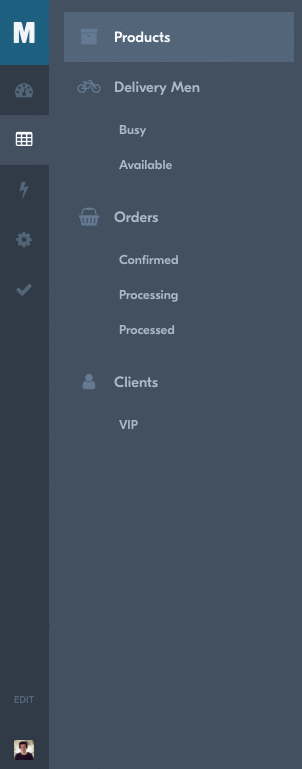 M
Products
Delivery Men
Busy
Available
Orders
Confirmed
Processing
Processed
Clients
VIP
EDIT